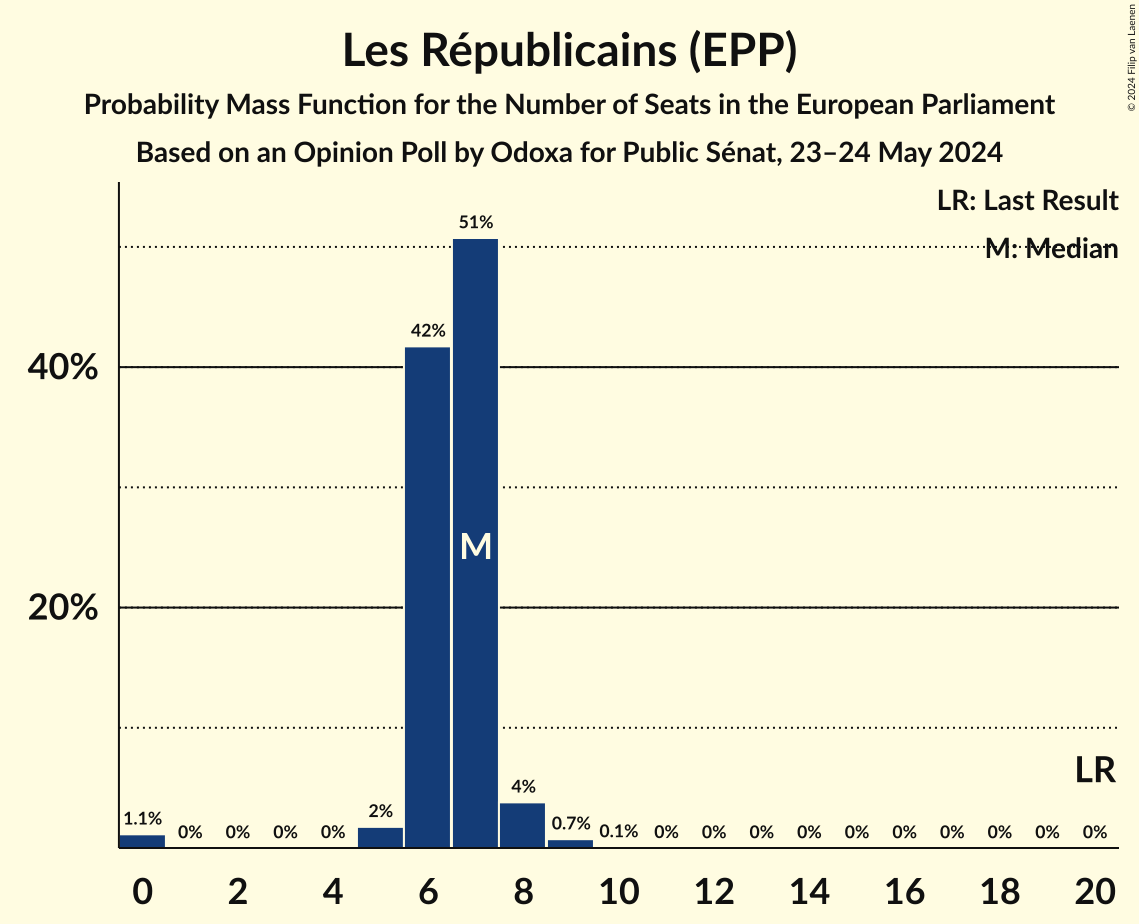 Les Républicains (EPP)
Probability Mass Function for the Number of Seats in the European Parliament
Based on an Opinion Poll by Odoxa for Public Sénat, 23–24 May 2024
© 2024 Filip van Laenen
LR: Last Result
M: Median
40%
20%
1.1%
0%
0%
0%
0%
2%
42%
51%
4%
0.7%
0.1%
0%
0%
0%
0%
0%
0%
0%
0%
0%
0%
M
LR
0 2 4 6 8 10 12 14 16 18 20